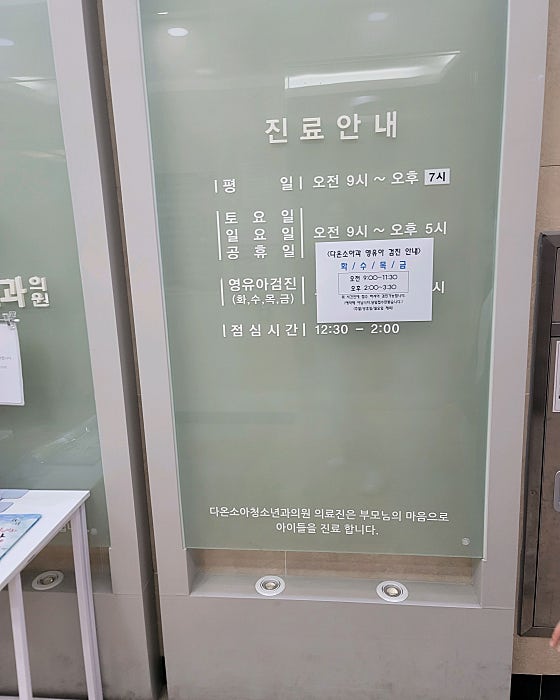 진료안내
평 일 오전 9시 ~ 오후 7시
토요일
일요일 오전 9시 ~ 오후 5시
공휴일
<다온소아과 영유아 검진 안내>
화 / 수 / 목 / 금
오전 9:00~11:30
오후 2:00~3:30
영유아검진 시
(화,수,목,금)
점심시간 12:30 - 2:00
과의원
다온소아청소년과의원 의료진은 부모님의 마음으로
아이들을 진료 합니다.